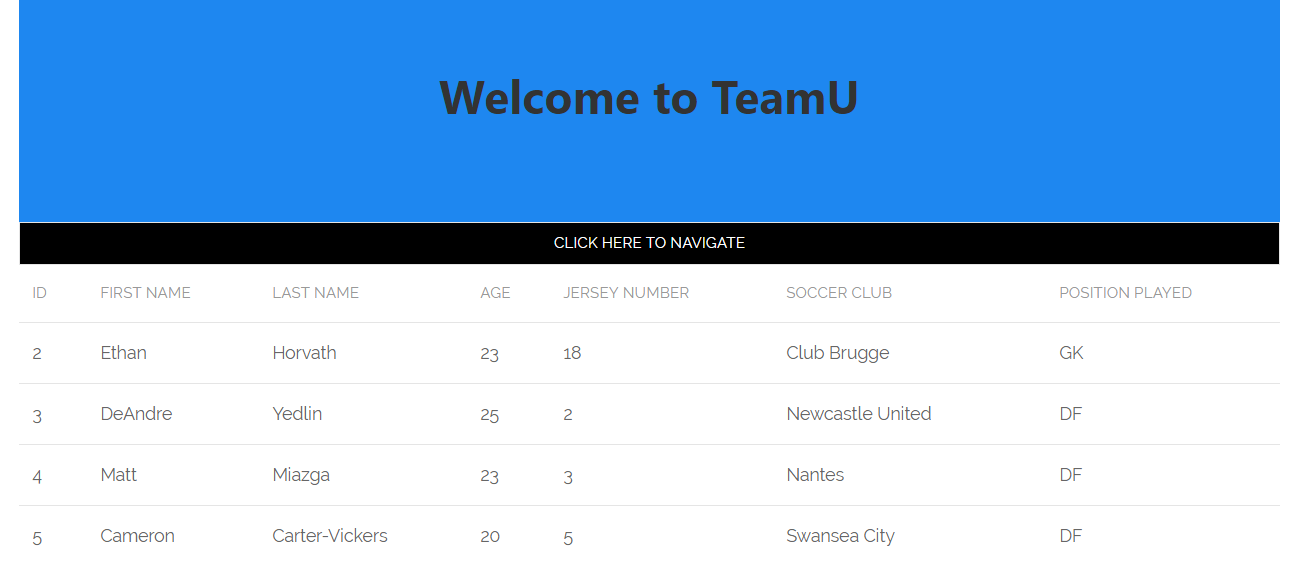 Welcome to TeamU
CLICK HERE TO NAVIGATE
ID FIRST NAME LAST NAME AGE JERSEY NUMBER SOCCER CLUB POSITION PLAYED
2 Ethan Horvath 23 18 Club Brugge GK
3 DeAndre Yedlin 25 2 Newcastle United DF
4 Matt Miazga 23 3 Nantes DF
5 Cameron Carter-Vickers 20 5 Swansea City DF